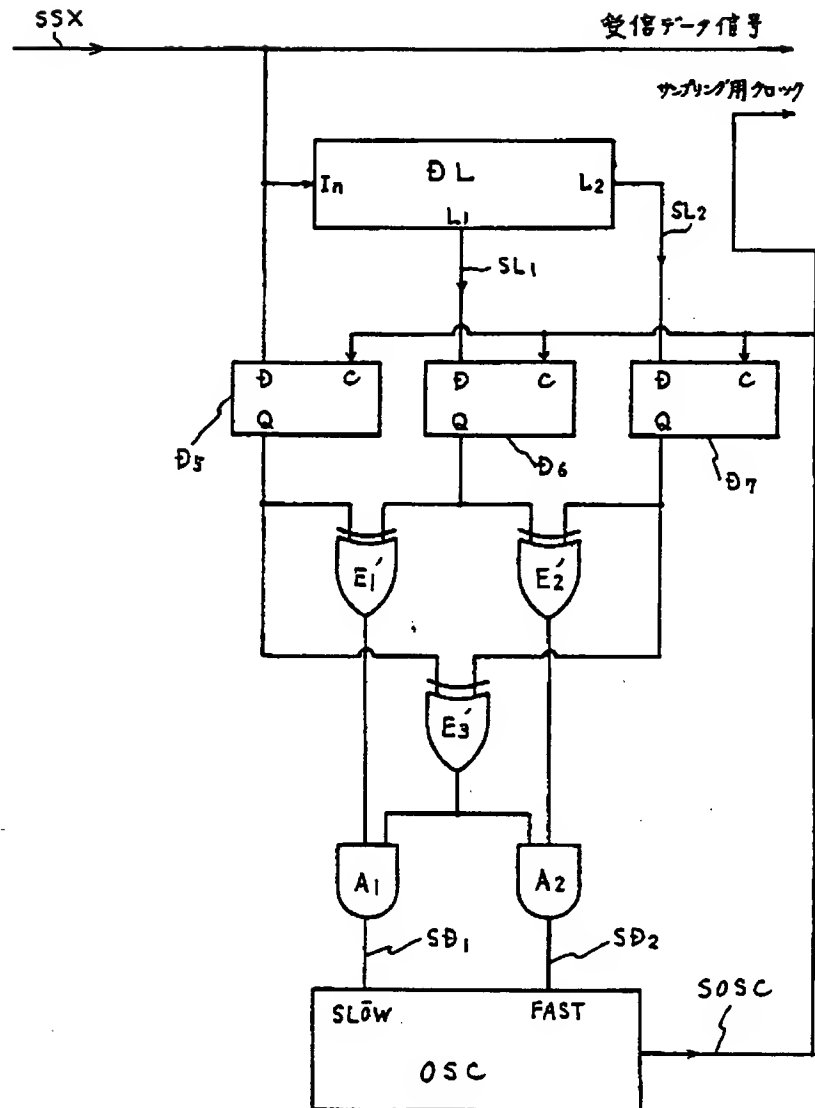 SSX
受信データ信号
サンプリング用クロック
DL
In
L2
L1
SL2
SL1
D C
D C
D C
Q
Q
Q
D5
D6
D7
E1'
E2'
E3'
A1
A2
SD1
SD2
SLOW
FAST
SOSC
OSC